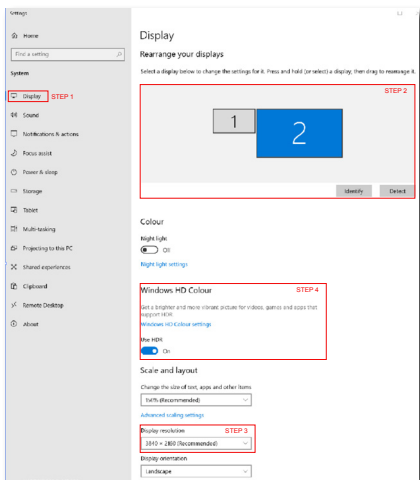 Settings
Home
Find a setting
System
Display STEP 1
Sound
Notifications & actions
Focus assist
Power & sleep
Storage
Tablet
Multi-tasking
Projecting to this PC
Shared experiences
Clipboard
Remote Desktop
About
Display
Rearrange your displays
Select a display below to change the settings for it. Press and hold (or select) a display, then drag to rearrange it.
STEP 2
1
2
Identify Detect
Colour
Night light
Off
Night light settings
Windows HD Colour STEP 4
Get a brighter and more vibrant picture for videos, games and apps that
support HDR.
Windows HD Colour settings
Use HDR
On
Scale and layout
Change the size of text, apps and other items
(Recommended)
Advanced scaling settings
Display resolution STEP 3
3840 × 2160 (Recommended)
Display orientation
Landscape